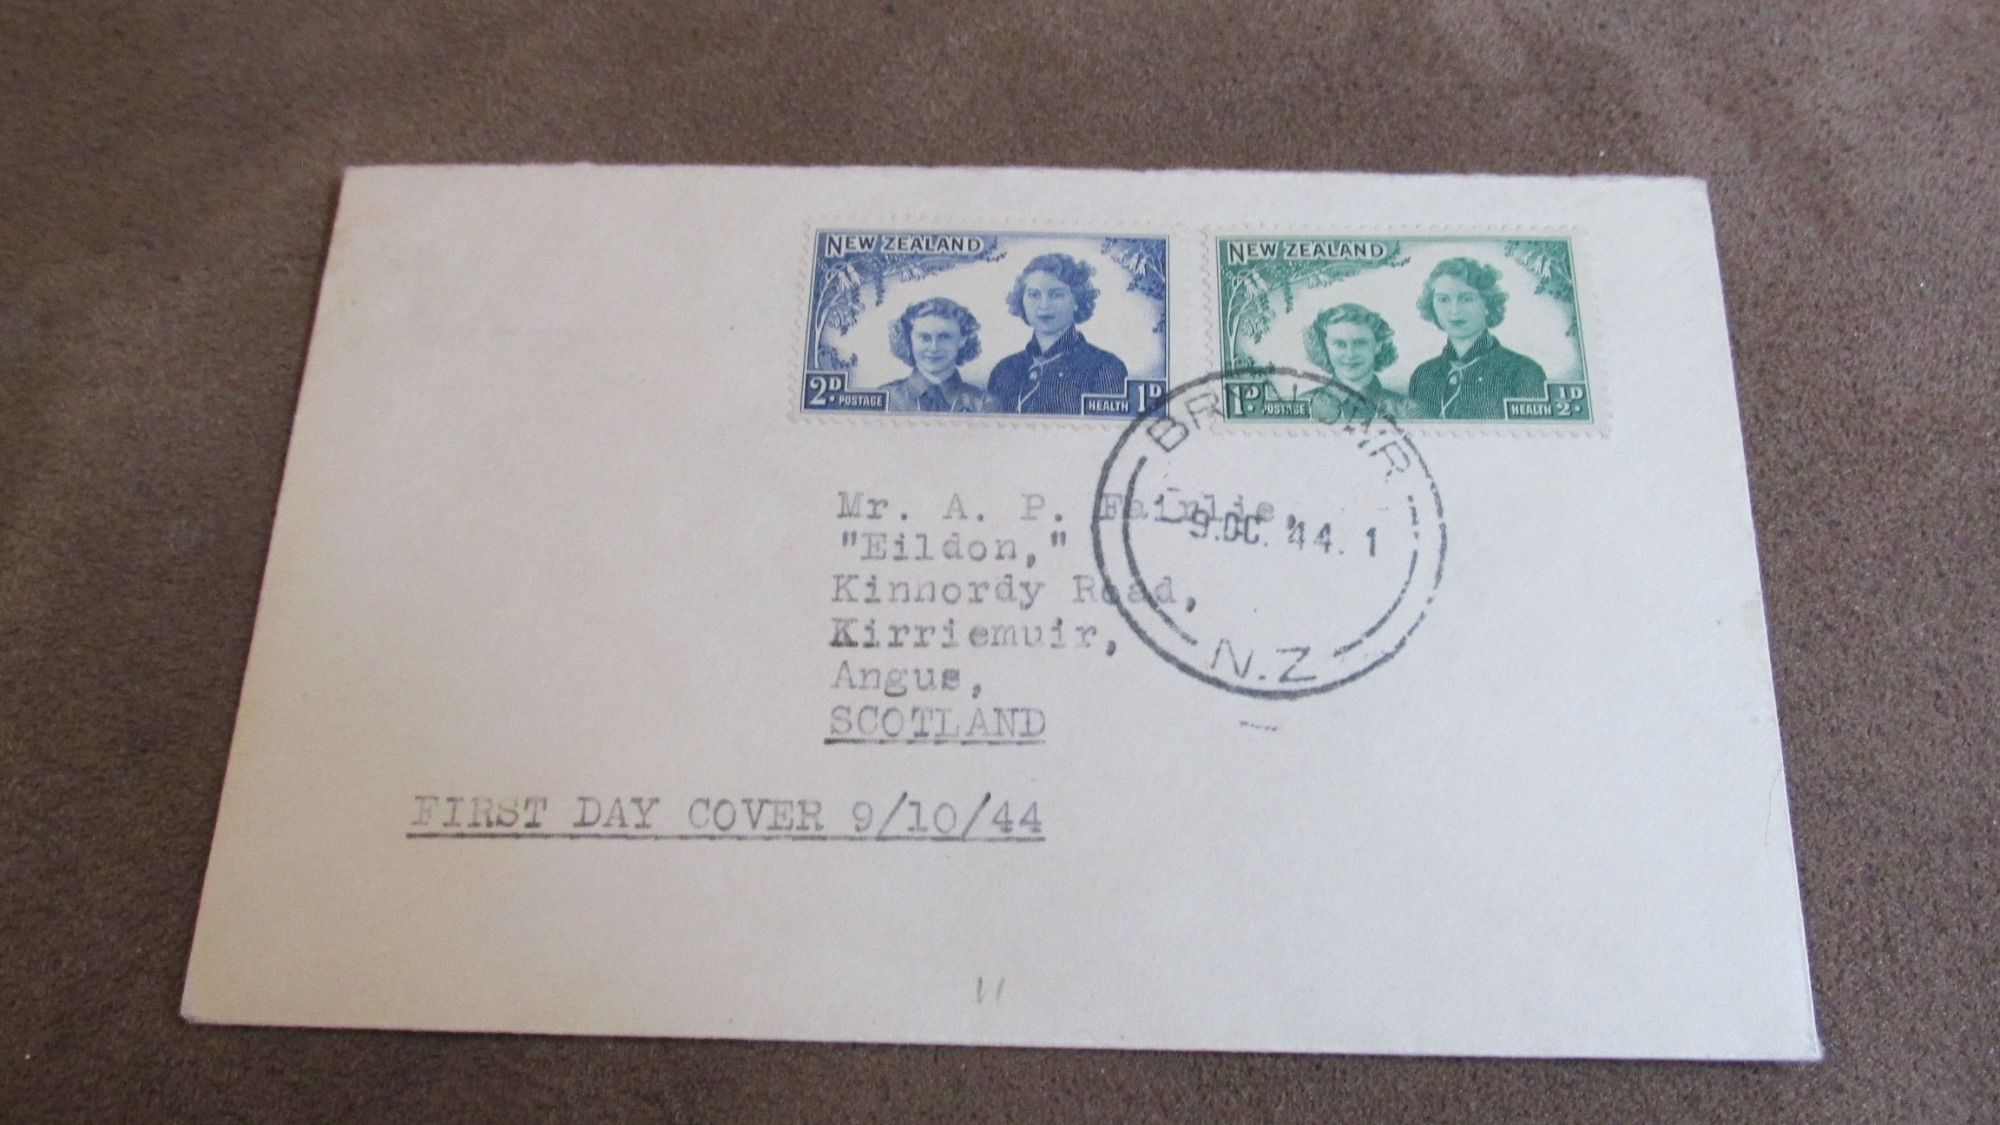 NEW ZEALAND
2D. POSTAGE HEALTH 1D
NEW ZEALAND
1D. POSTAGE HEALTH ½D.
N.Z
9.OC.44.1
Mr. A. P. Fairlie,
"Eildon,"
Kinnordy Road,
Kirriemuir,
Angus,
SCOTLAND
FIRST DAY COVER 9/10/44